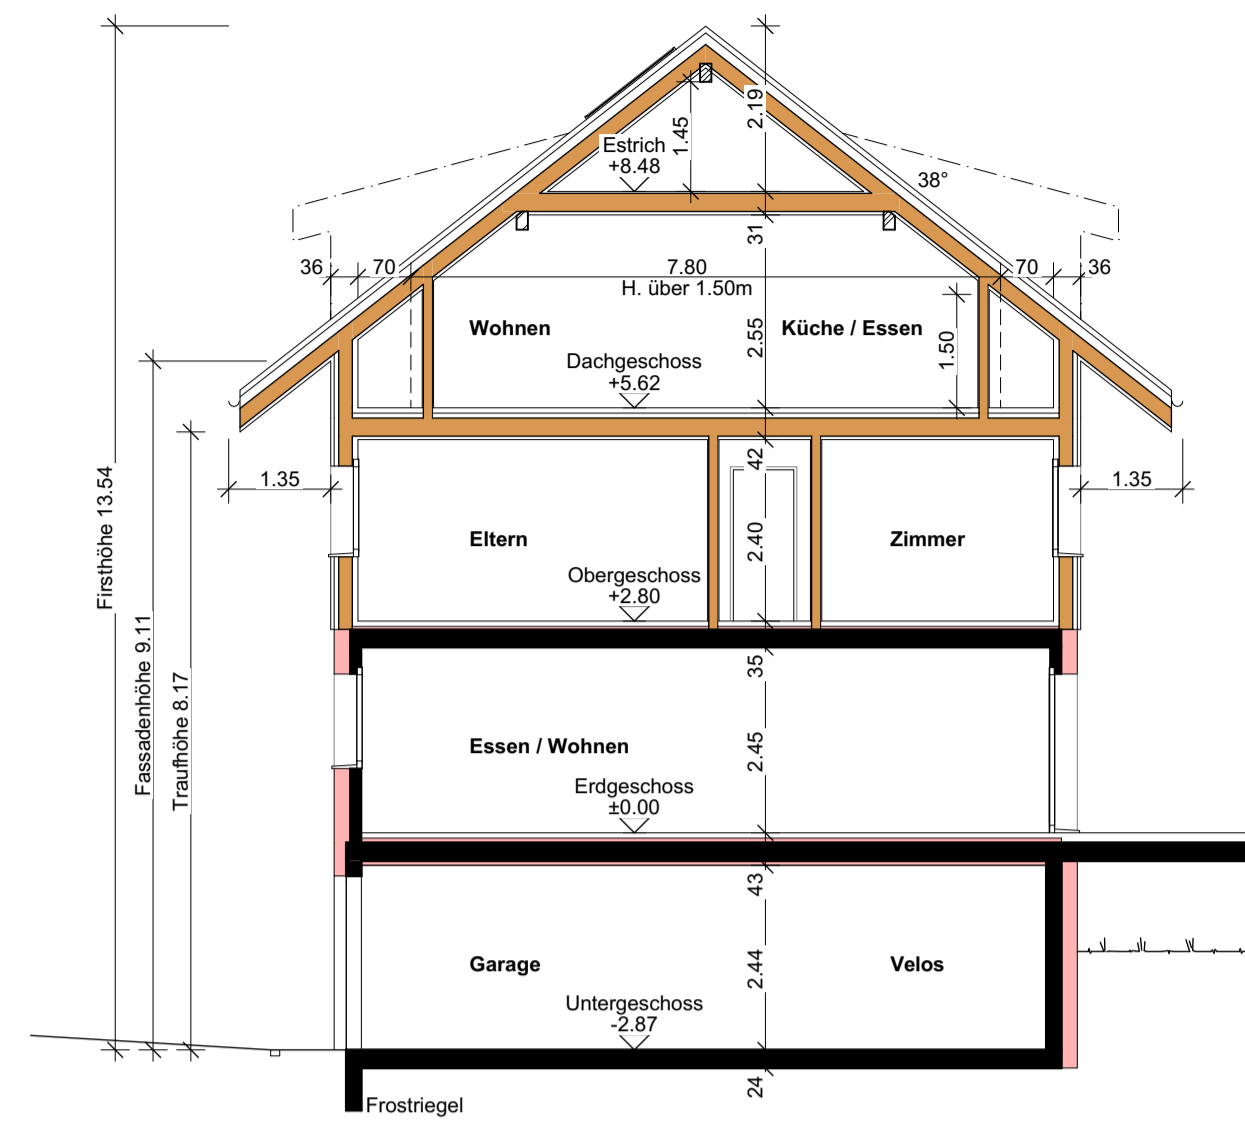 2.19
1.45
Estrich
+8.48
38°
31
36
70
7.80
70
36
H. über 1.50m
Wohnen
Küche / Essen
2.55
1.50
Dachgeschoss
+5.62
42
1.35
1.35
Firsthöhe 13.54
Eltern
2.40
Zimmer
Obergeschoss
+2.80
Fassadenhöhe 9.11
35
Traufhöhe 8.17
Essen / Wohnen
2.45
Erdgeschoss
±0.00
43
Garage
2.44
Velos
Untergeschoss
-2.87
24
Frostriegel